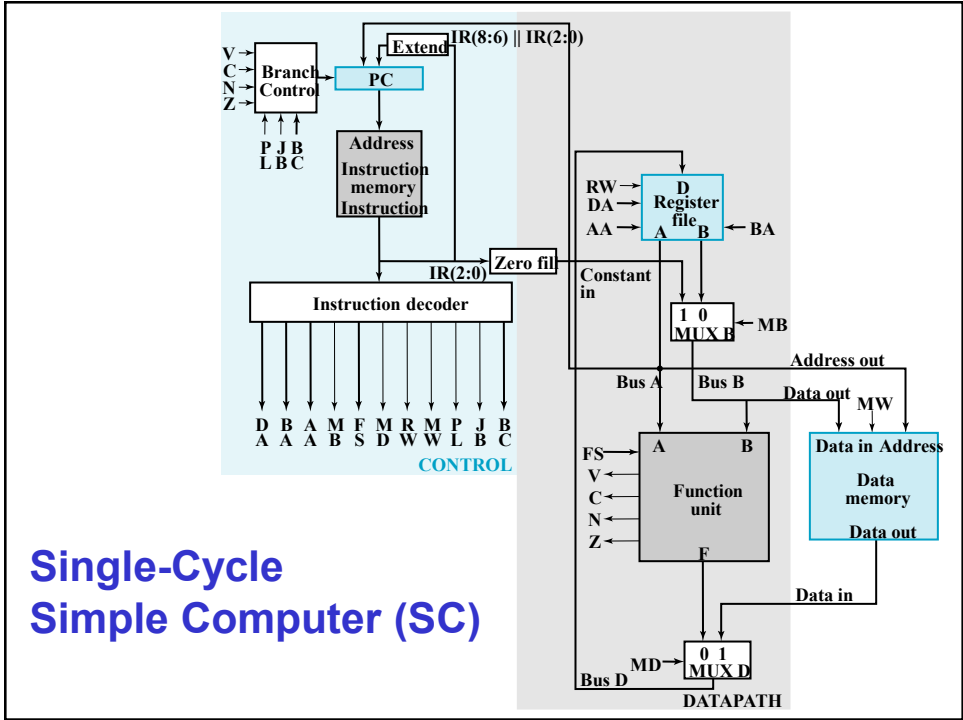 IR(8:6) || IR(2:0)
Extend
V
C
N
Z
Branch
Control
PC
P
L
J
B
B
C
Address
Instruction
memory
Instruction
RW
DA
AA
D
Register
file
A B
BA
IR(2:0)
Zero fill
Constant
in
Instruction decoder
1 0
MUX B
MB
Address out
Bus A
Bus B
Data out
MW
D
A
B
A
A
A
M
B
F
S
M
D
R
W
M
W
P
L
J
B
B
C
CONTROL
FS
V
C
N
Z
A B
Function
unit
F
Data in Address
Data
memory
Data out
Data in
Single-Cycle
Simple Computer (SC)
0 1
MUX D
MD
Bus D
DATAPATH